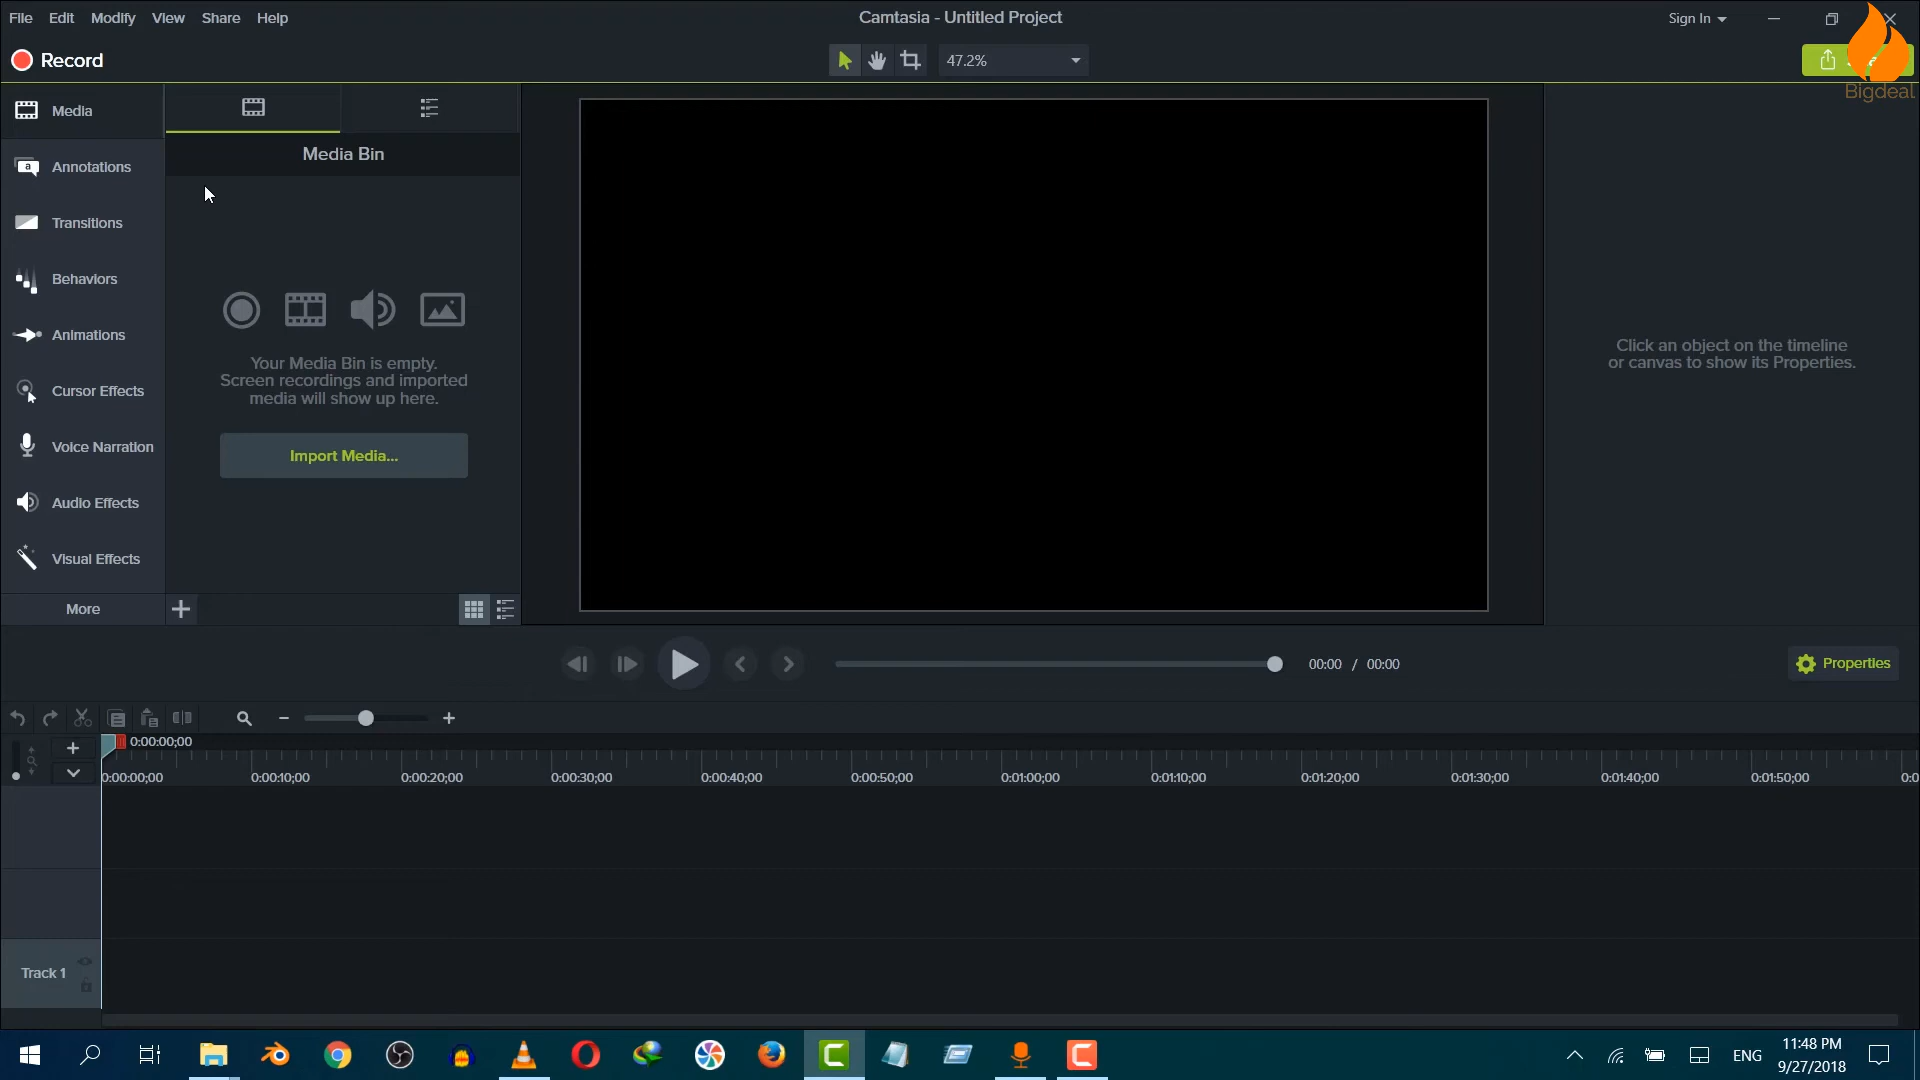 File Edit Modify View Share Help
Camtasia - Untitled Project
Sign In
Record
47.2%
Bigdeal
Media
Annotations
Transitions
Behaviors
Animations
Cursor Effects
Voice Narration
Audio Effects
Visual Effects
More
Media Bin
Your Media Bin is empty.
Screen recordings and imported
media will show up here.
Import Media...
Click an object on the timeline
or canvas to show its Properties.
00:00 / 00:00
Properties
0:00:00;00
0:00:00;00 0:00:10;00 0:00:20;00 0:00:30;00 0:00:40;00 0:00:50;00 0:01:00;00 0:01:10;00 0:01:20;00 0:01:30;00 0:01:40;00 0:01:50;00
Track 1
ENG
11:48 PM
9/27/2018